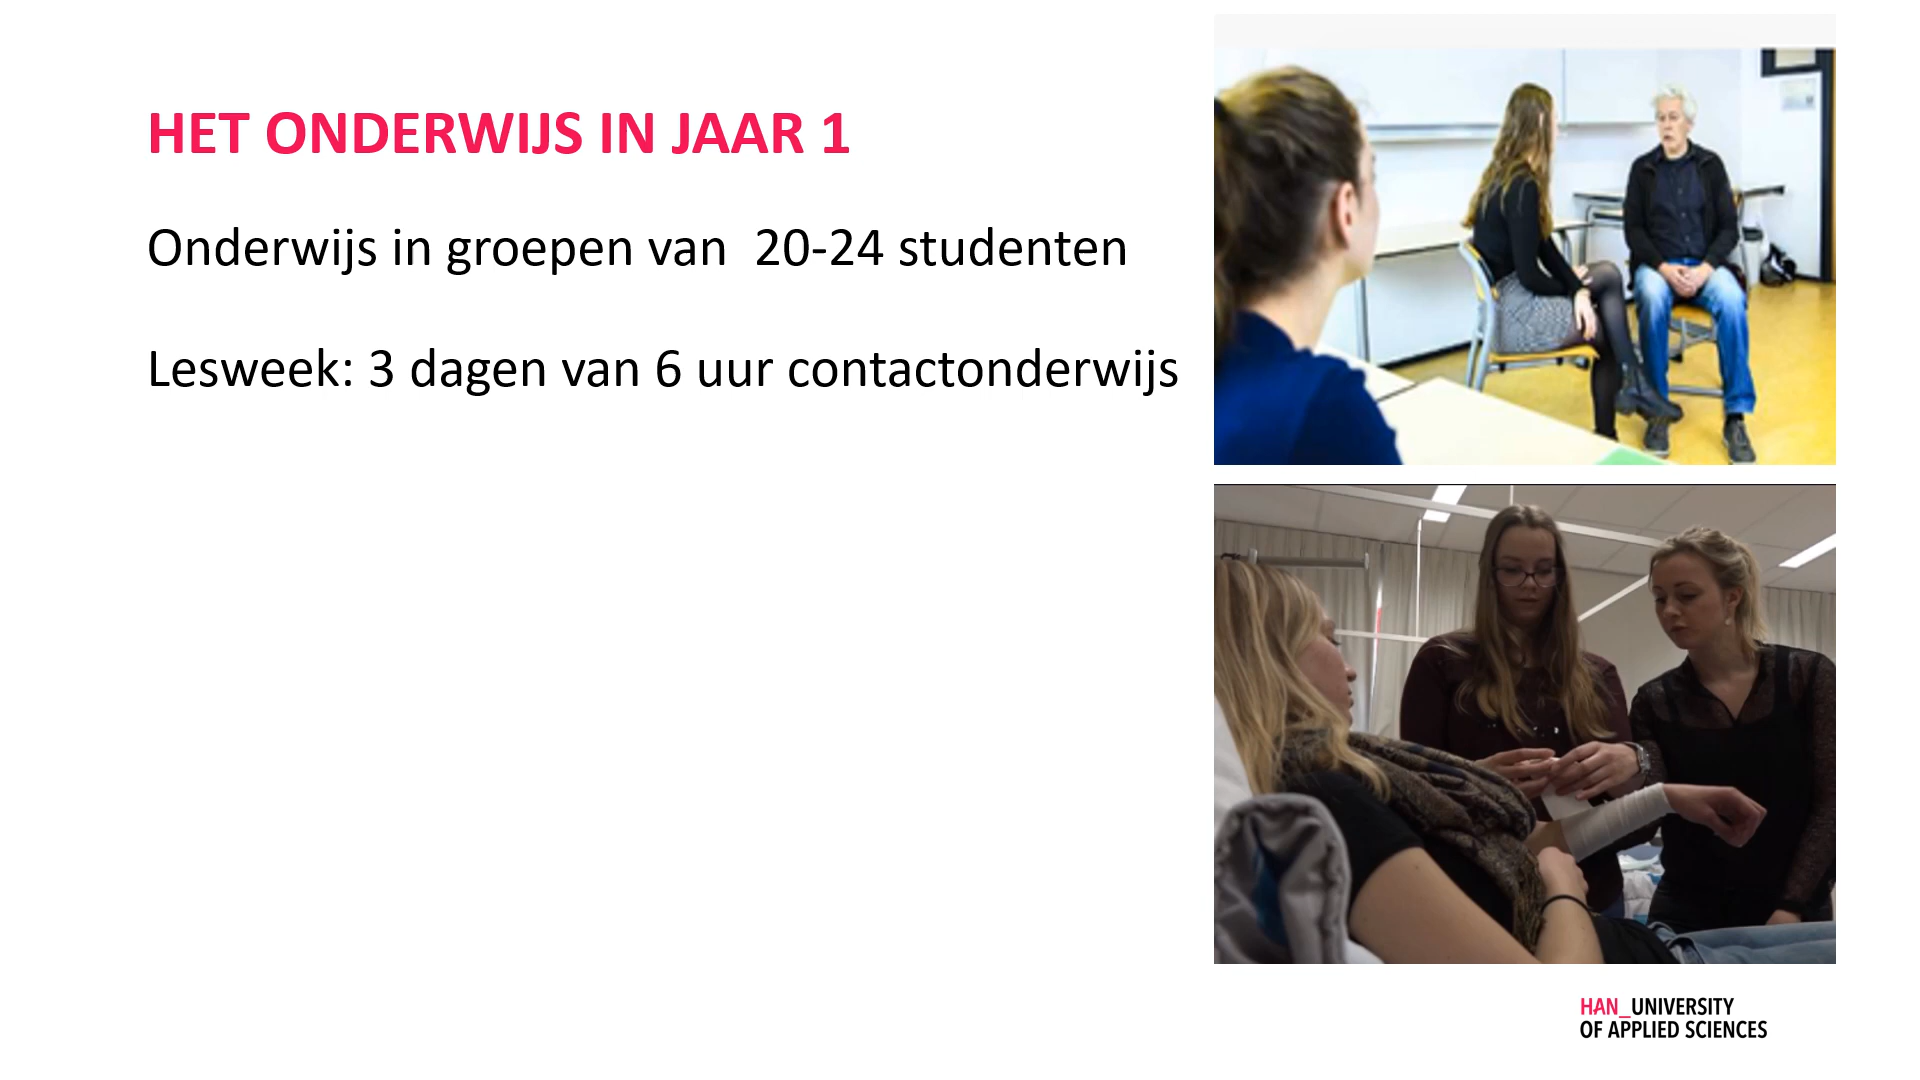 HET ONDERWIJS IN JAAR 1
Onderwijs in groepen van  20-24 studenten
Lesweek: 3 dagen van 6 uur contactonderwijs
HAN_UNIVERSITY
OF APPLIED SCIENCES